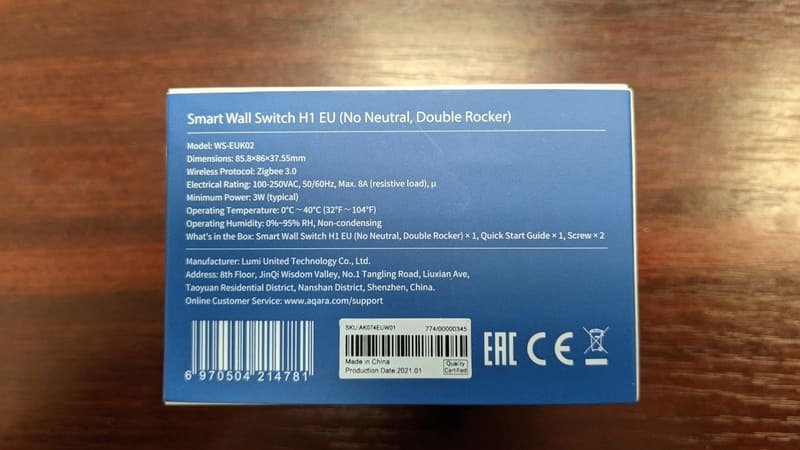 Smart Wall Switch H1 EU (No Neutral, Double Rocker)
Model: WS-EUK02
Dimensions: 85.8×86×37.55mm
Wireless Protocol: Zigbee 3.0
Electrical Rating: 100-250VAC, 50/60Hz, Max. 8A (resistive load), μ
Minimum Power: 3W (typical)
Operating Temperature: 0°C～40°C (32°F～104°F)
Operating Humidity: 0%~95% RH, Non-condensing
What's in the Box: Smart Wall Switch H1 EU (No Neutral, Double Rocker) × 1, Quick Start Guide × 1, Screw × 2
Manufacturer: Lumi United Technology Co., Ltd.
Address: 8th Floor, JinQi Wisdom Valley, No.1 Tangling Road, Liuxian Ave,
Taoyuan Residential District, Nanshan District, Shenzhen, China.
Online Customer Service: www.aqara.com/support
6 970504 214781
SKU:AK074EUW01 774/00000345
Made in China
Production Date:2021.01
Quality
Certified
EAC CE